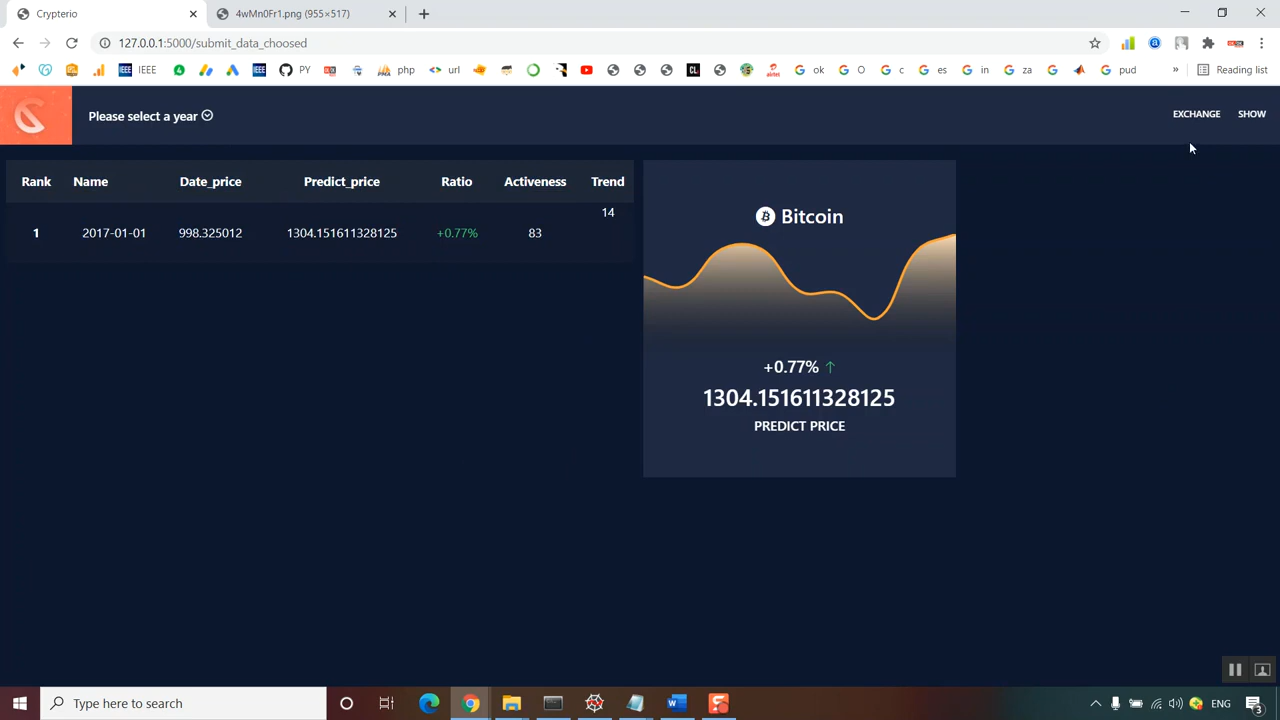 Crypterio
4wMn0Fr1.png (955×517)
127.0.0.1:5000/submit_data_choosed
IEEE PY php url ok O c es in za pud » Reading list
Please select a year
EXCHANGE SHOW
Rank Name Date_price Predict_price Ratio Activeness Trend
14
1 2017-01-01 998.325012 1304.151611328125 +0.77% 83
Bitcoin
+0.77% ↑
1304.151611328125
PREDICT PRICE
Type here to search
ENG
3